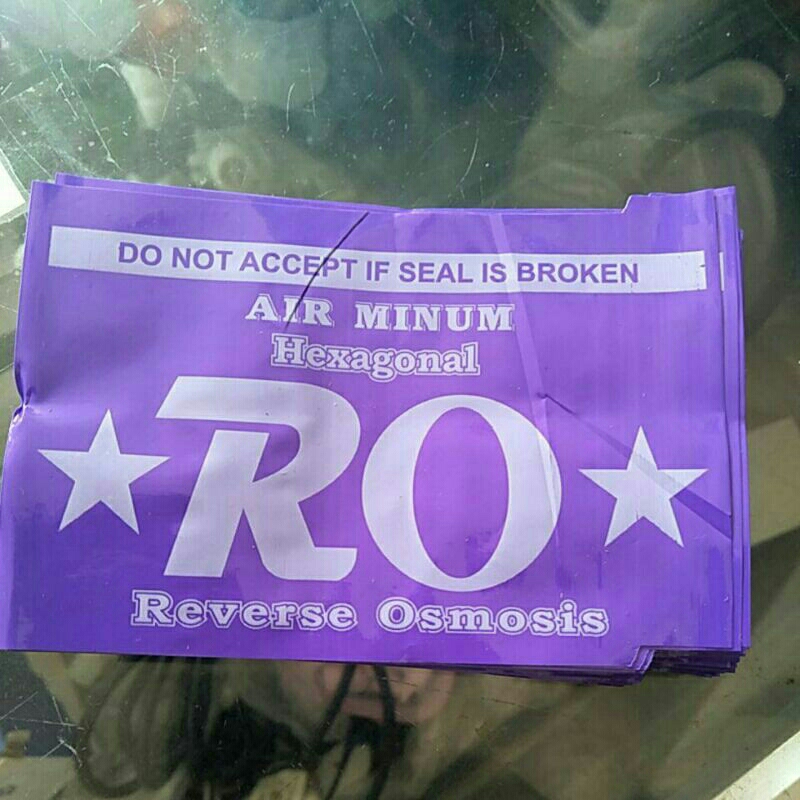 DO NOT ACCEPT IF SEAL IS BROKEN
AIR MINUM
Hexagonal
RO
Reverse Osmosis